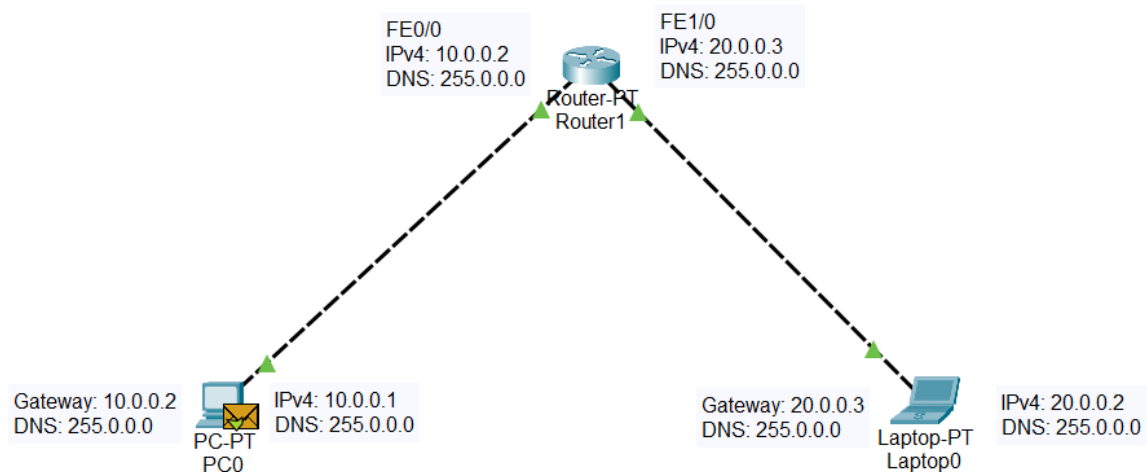 FE0/0
IPv4: 10.0.0.2
DNS: 255.0.0.0
FE1/0
IPv4: 20.0.0.3
DNS: 255.0.0.0
Router-PT
Router1
Gateway: 10.0.0.2
DNS: 255.0.0.0
PC-PT
PC0
IPv4: 10.0.0.1
DNS: 255.0.0.0
Gateway: 20.0.0.3
DNS: 255.0.0.0
Laptop-PT
Laptop0
IPv4: 20.0.0.2
DNS: 255.0.0.0